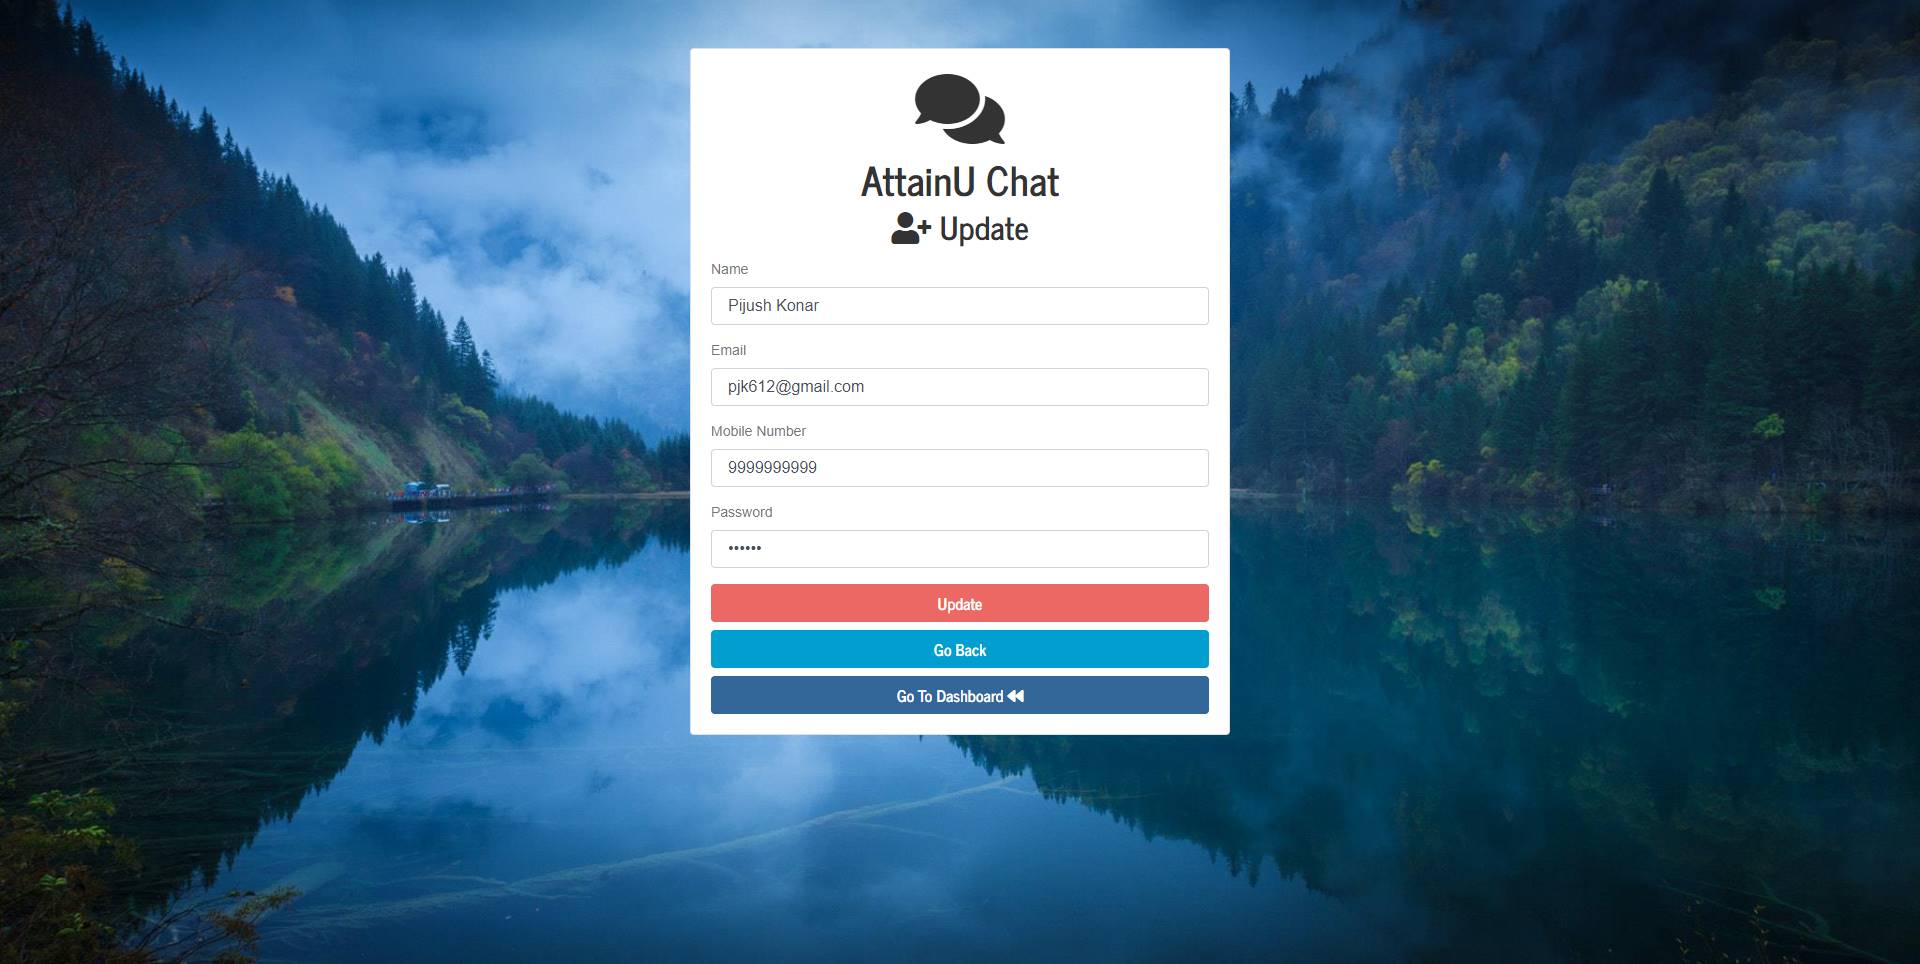 AttainU Chat
Update
Name
Pijush Konar
Email
pjk612@gmail.com
Mobile Number
9999999999
Password
••••••
Update
Go Back
Go To Dashboard